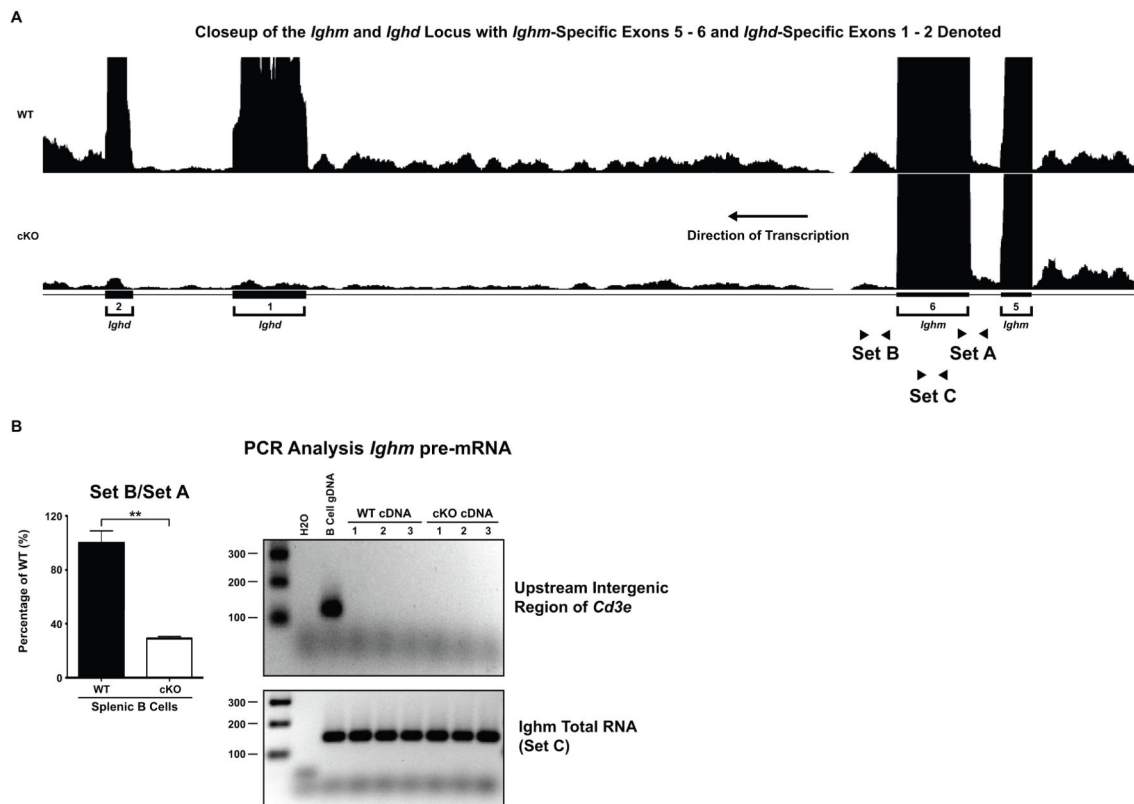 A
Closeup of the Ighm and Ighd Locus with Ighm-Specific Exons 5 - 6 and Ighd-Specific Exons 1 - 2 Denoted
WT
cKO
Direction of Transcription
2 1 6 5
Ighd Ighd Ighm Ighm
Set B Set A
Set C
B
PCR Analysis Ighm pre-mRNA
Set B/Set A
**
Percentage of WT (%)
120
80
40
0
WT cKO
Splenic B Cells
H2O
B Cell gDNA
WT cDNA cKO cDNA
1 2 3 1 2 3
300
200
100
Upstream Intergenic
Region of Cd3e
300
200
100
Ighm Total RNA
(Set C)